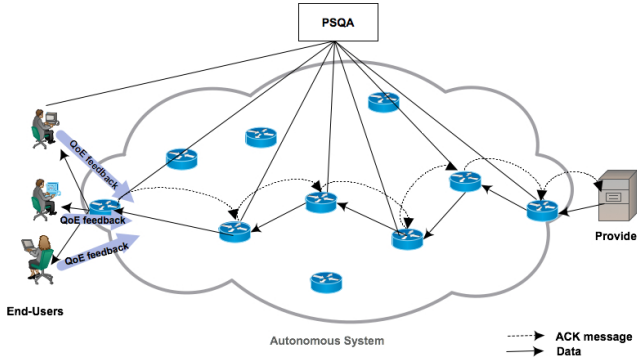 PSQA
QoE feedback
QoE feedback
QoE feedback
Provide
End-Users
Autonomous System
ACK message
Data